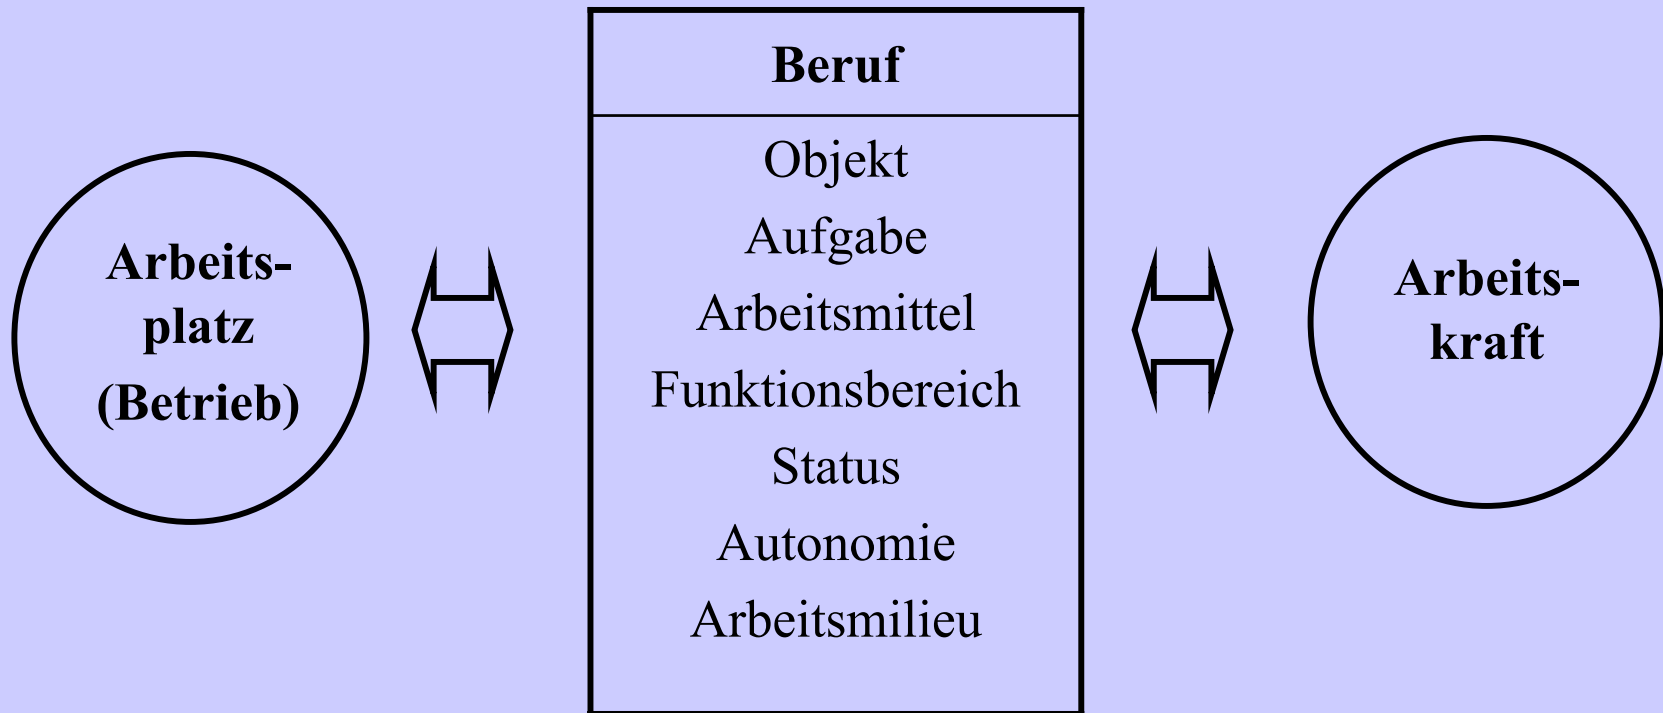 Arbeits-
platz
(Betrieb)
Beruf
Objekt
Aufgabe
Arbeitsmittel
Funktionsbereich
Status
Autonomie
Arbeitsmilieu
Arbeits-
kraft